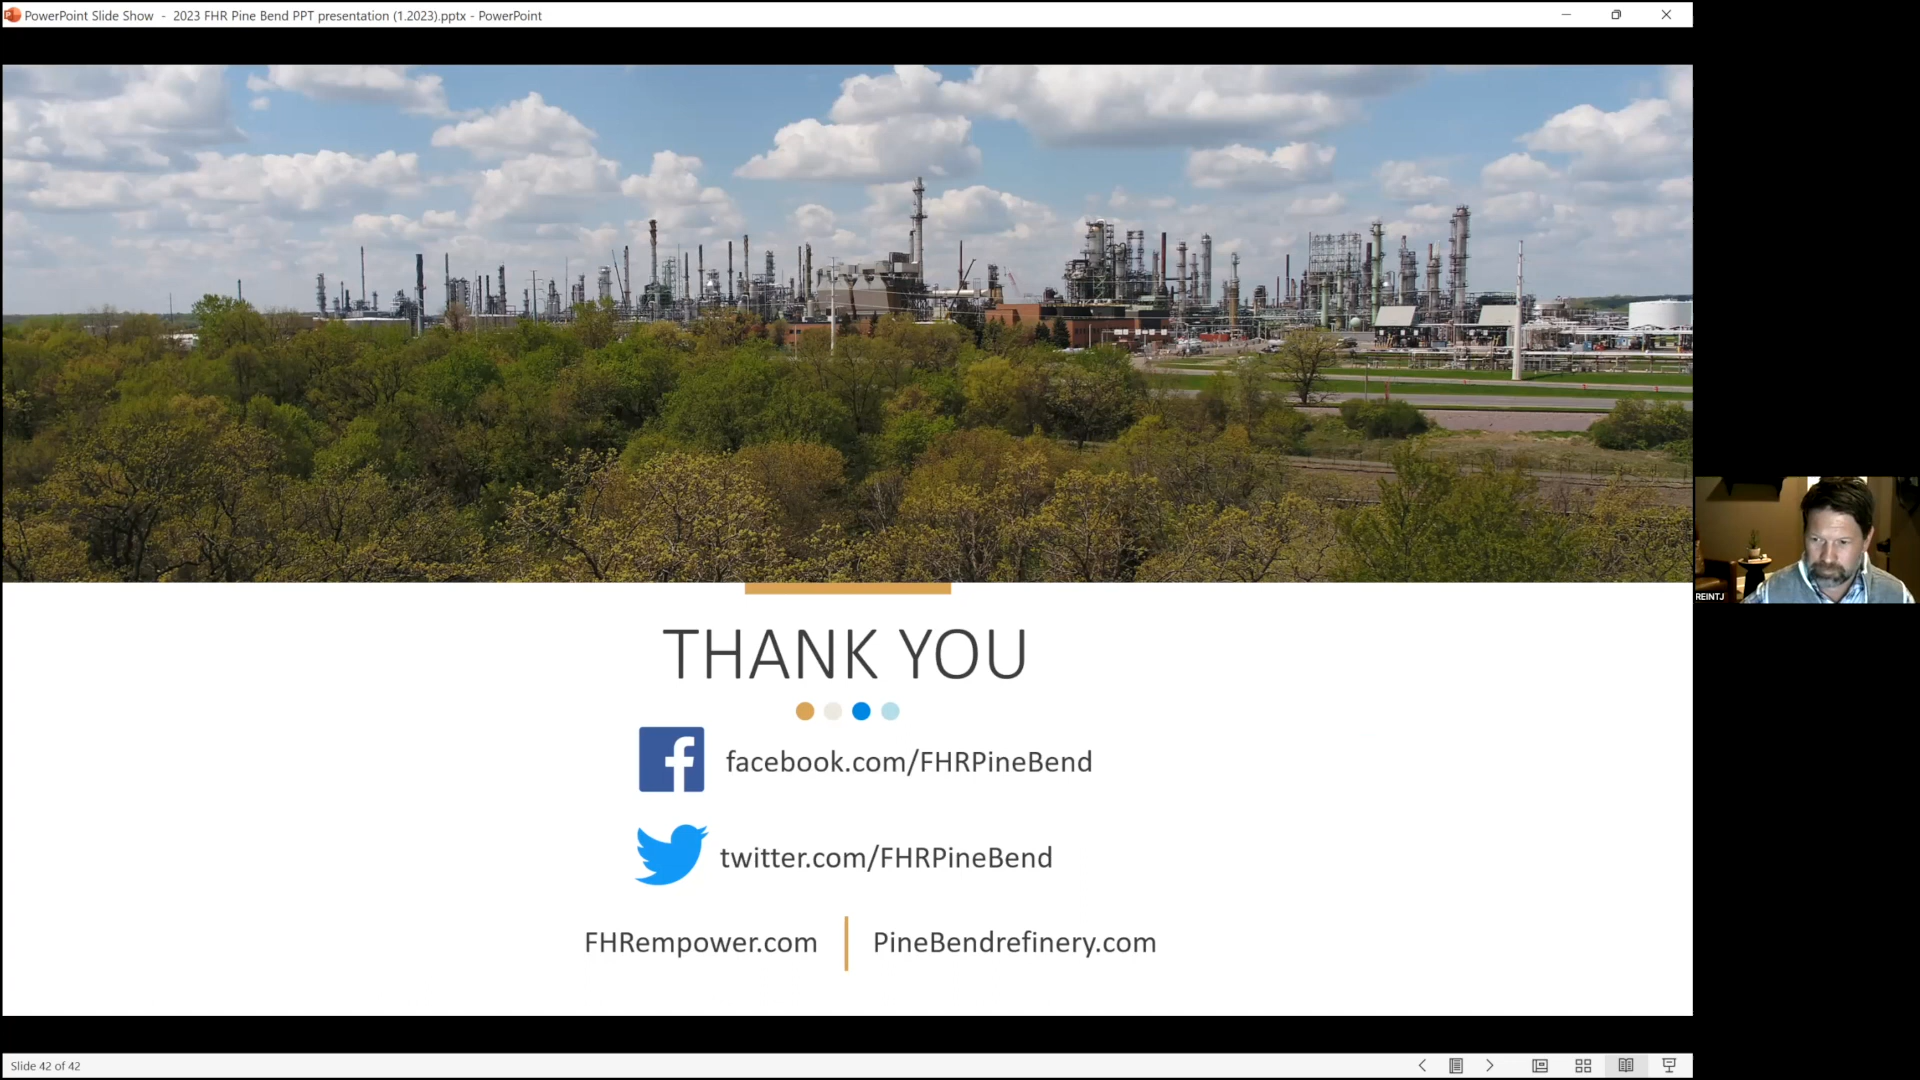 PowerPoint Slide Show - 2023 FHR Pine Bend PPT presentation (1.2023).pptx - PowerPoint
THANK YOU
facebook.com/FHRPineBend
twitter.com/FHRPineBend
FHRempower.com
PineBendrefinery.com
REINTJ
Slide 42 of 42